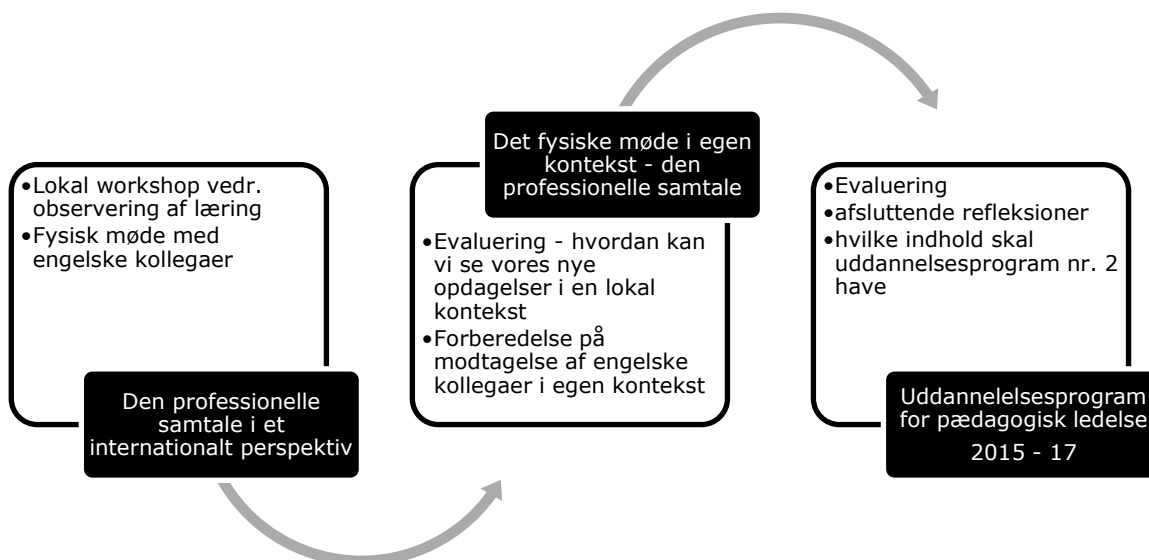 •Lokal workshop vedr.
observering af læring
•Fysisk møde med
engelske kollegaer
Den professionelle
samtale i et
internationalt perspektiv
Det fysiske møde i egen
kontekst - den
professionelle samtale
•Evaluering - hvordan kan
vi se vores nye
opdagelser i en lokal
kontekst
•Forberedelse på
modtagelse af engelske
kollegaer i egen kontekst
•Evaluering
•afsluttende refleksioner
•hvilke indhold skal
uddannelsesprogram nr. 2
have
Uddannelelsesprogram
for pædagogisk ledelse
2015 - 17